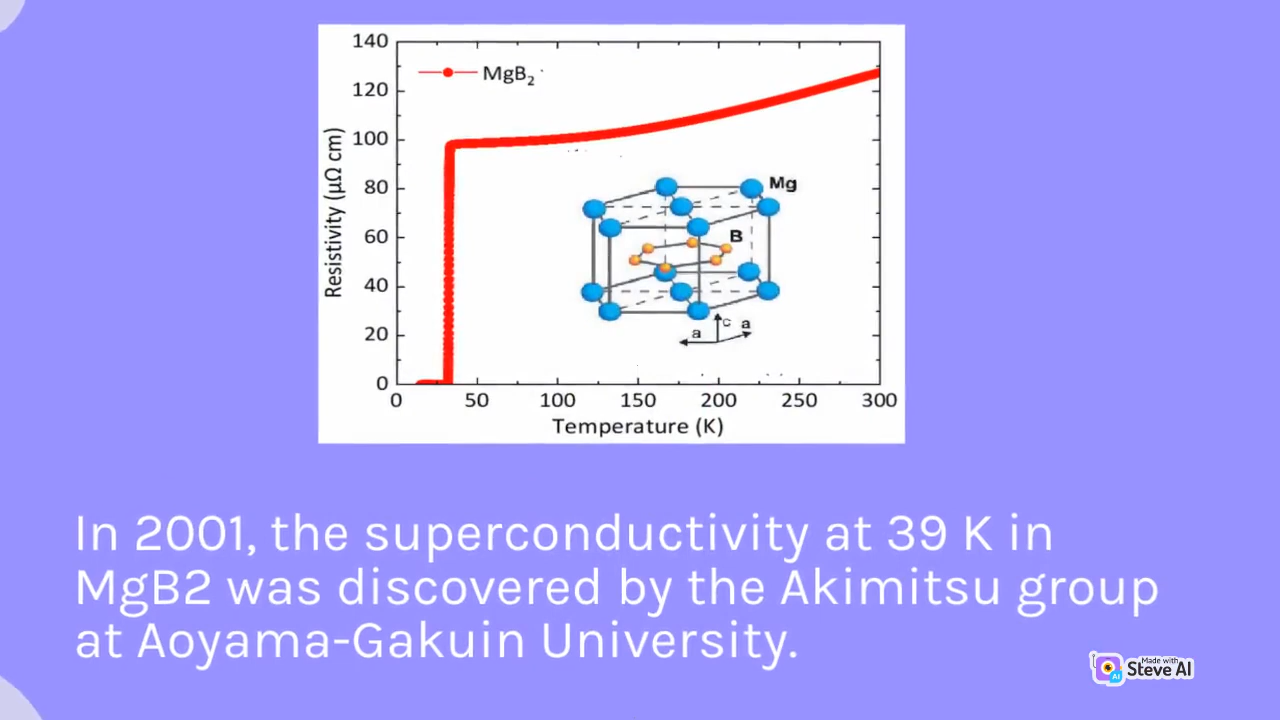 140
MgB2
120
100
80
60
40
20
0
Resistivity (μΩ cm)
Mg
B
c
a
a
0 50 100 150 200 250 300
Temperature (K)
In 2001, the superconductivity at 39 K in
MgB2 was discovered by the Akimitsu group
at Aoyama-Gakuin University.
Made with
Steve AI
AI